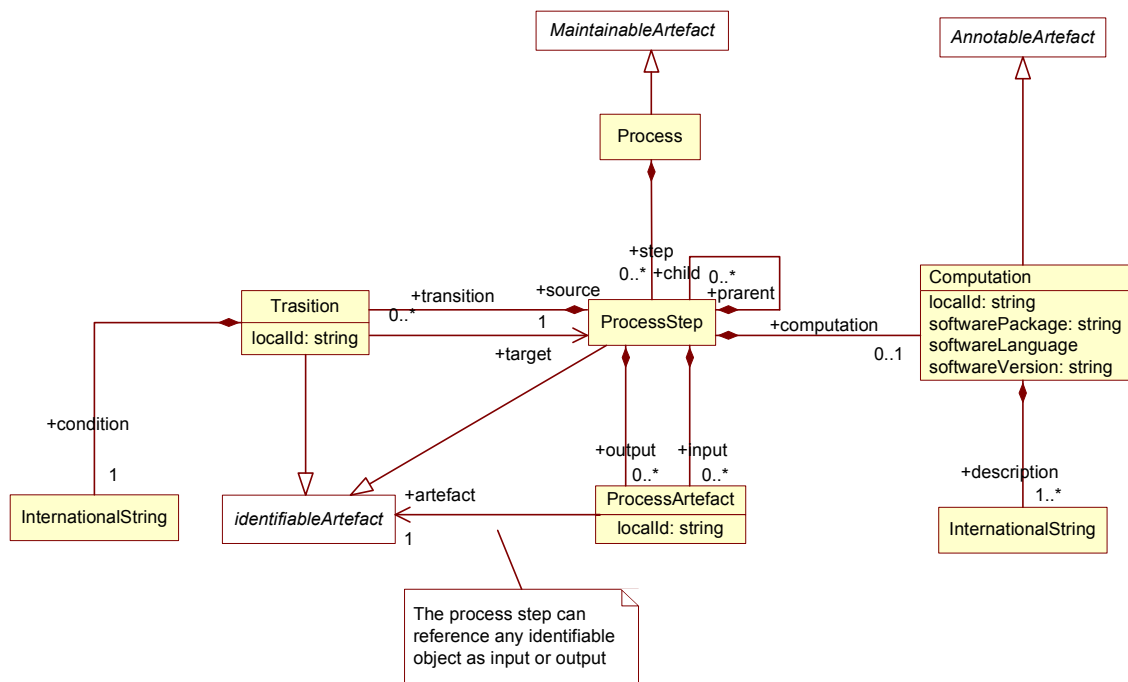 MaintainableArtefact
AnnotableArtefact
Process
+step
0..*
+child
0..*
+prarent
+source
+transition
0..*
1
+target
Trasition
localId: string
ProcessStep
+computation
0..1
Computation
localId: string
softwarePackage: string
softwareLanguage
softwareVersion: string
+condition
1
+output
0..*
+input
0..*
+description
1..*
InternationalString
identifiableArtefact
+artefact
1
ProcessArtefact
localId: string
InternationalString
The process step can
reference any identifiable
object as input or output